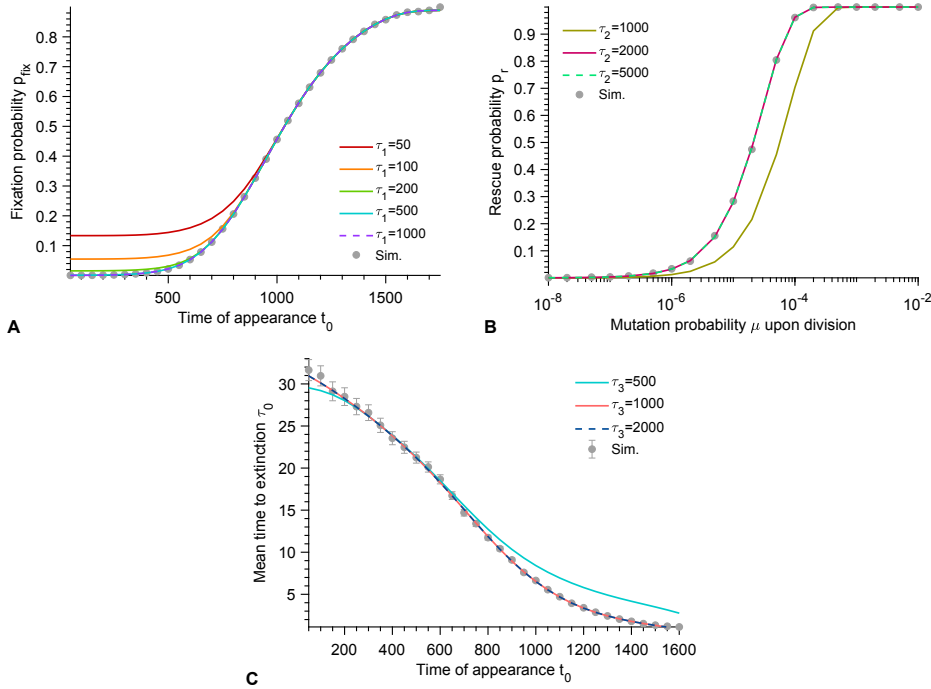 Fixation probability p_fix
0.9
0.8
0.7
0.6
0.5
0.4
0.3
0.2
0.1
τ_1=50
τ_1=100
τ_1=200
τ_1=500
τ_1=1000
Sim.
500 1000 1500
Time of appearance t_0
A
Rescue probability p_r
0.9
0.8
0.7
0.6
0.5
0.4
0.3
0.2
0.1
τ_2=1000
τ_2=2000
τ_2=5000
Sim.
10^-8 10^-6 10^-4 10^-2
Mutation probability μ upon division
B
Mean time to extinction τ_0
30
25
20
15
10
5
τ_3=500
τ_3=1000
τ_3=2000
Sim.
200 400 600 800 1000 1200 1400 1600
Time of appearance t_0
C